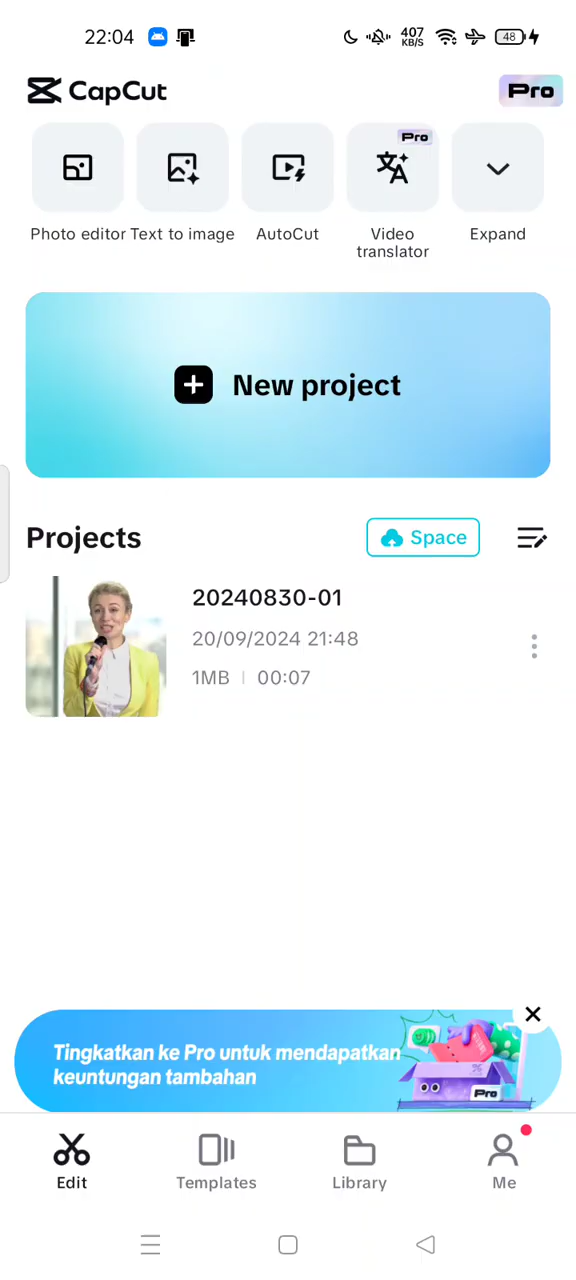 22:04
407
KB/S
48
CapCut
Pro
Pro
Photo editor
Text to image
AutoCut
Video
translator
Expand
New project
Projects
Space
20240830-01
20/09/2024 21:48
1MB | 00:07
Tingkatkan ke Pro untuk mendapatkan
keuntungan tambahan
Pro
Edit
Templates
Library
Me